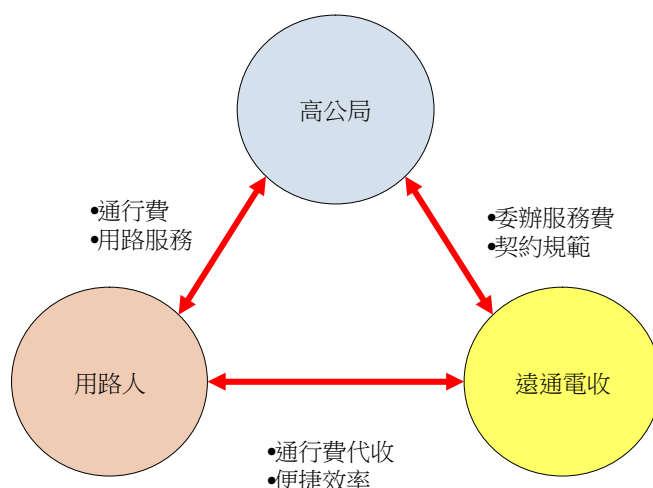 高公局
•通行費
•用路服務
•委辦服務費
•契約規範
用路人
遠通電收
•通行費代收
•便捷效率